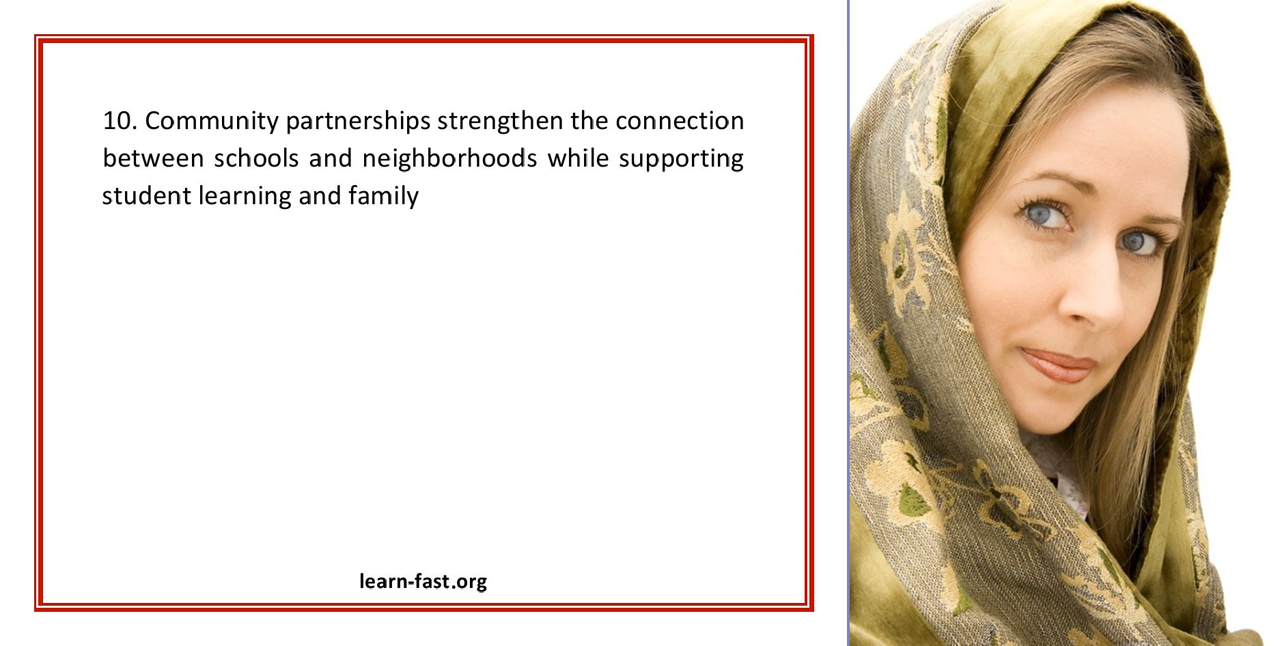 10. Community partnerships strengthen the connection
between schools and neighborhoods while supporting
student learning and family
learn-fast.org